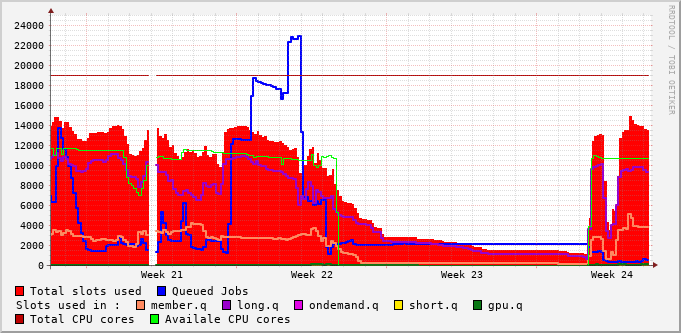 RRDTOOL / TOBI OETIKER
24000
22000
20000
18000
16000
14000
12000
10000
8000
6000
4000
2000
0
Week 21 Week 22 Week 23 Week 24
Total slots used Queued Jobs
Slots used in : member.q long.q ondemand.q short.q gpu.q
Total CPU cores Availale CPU cores